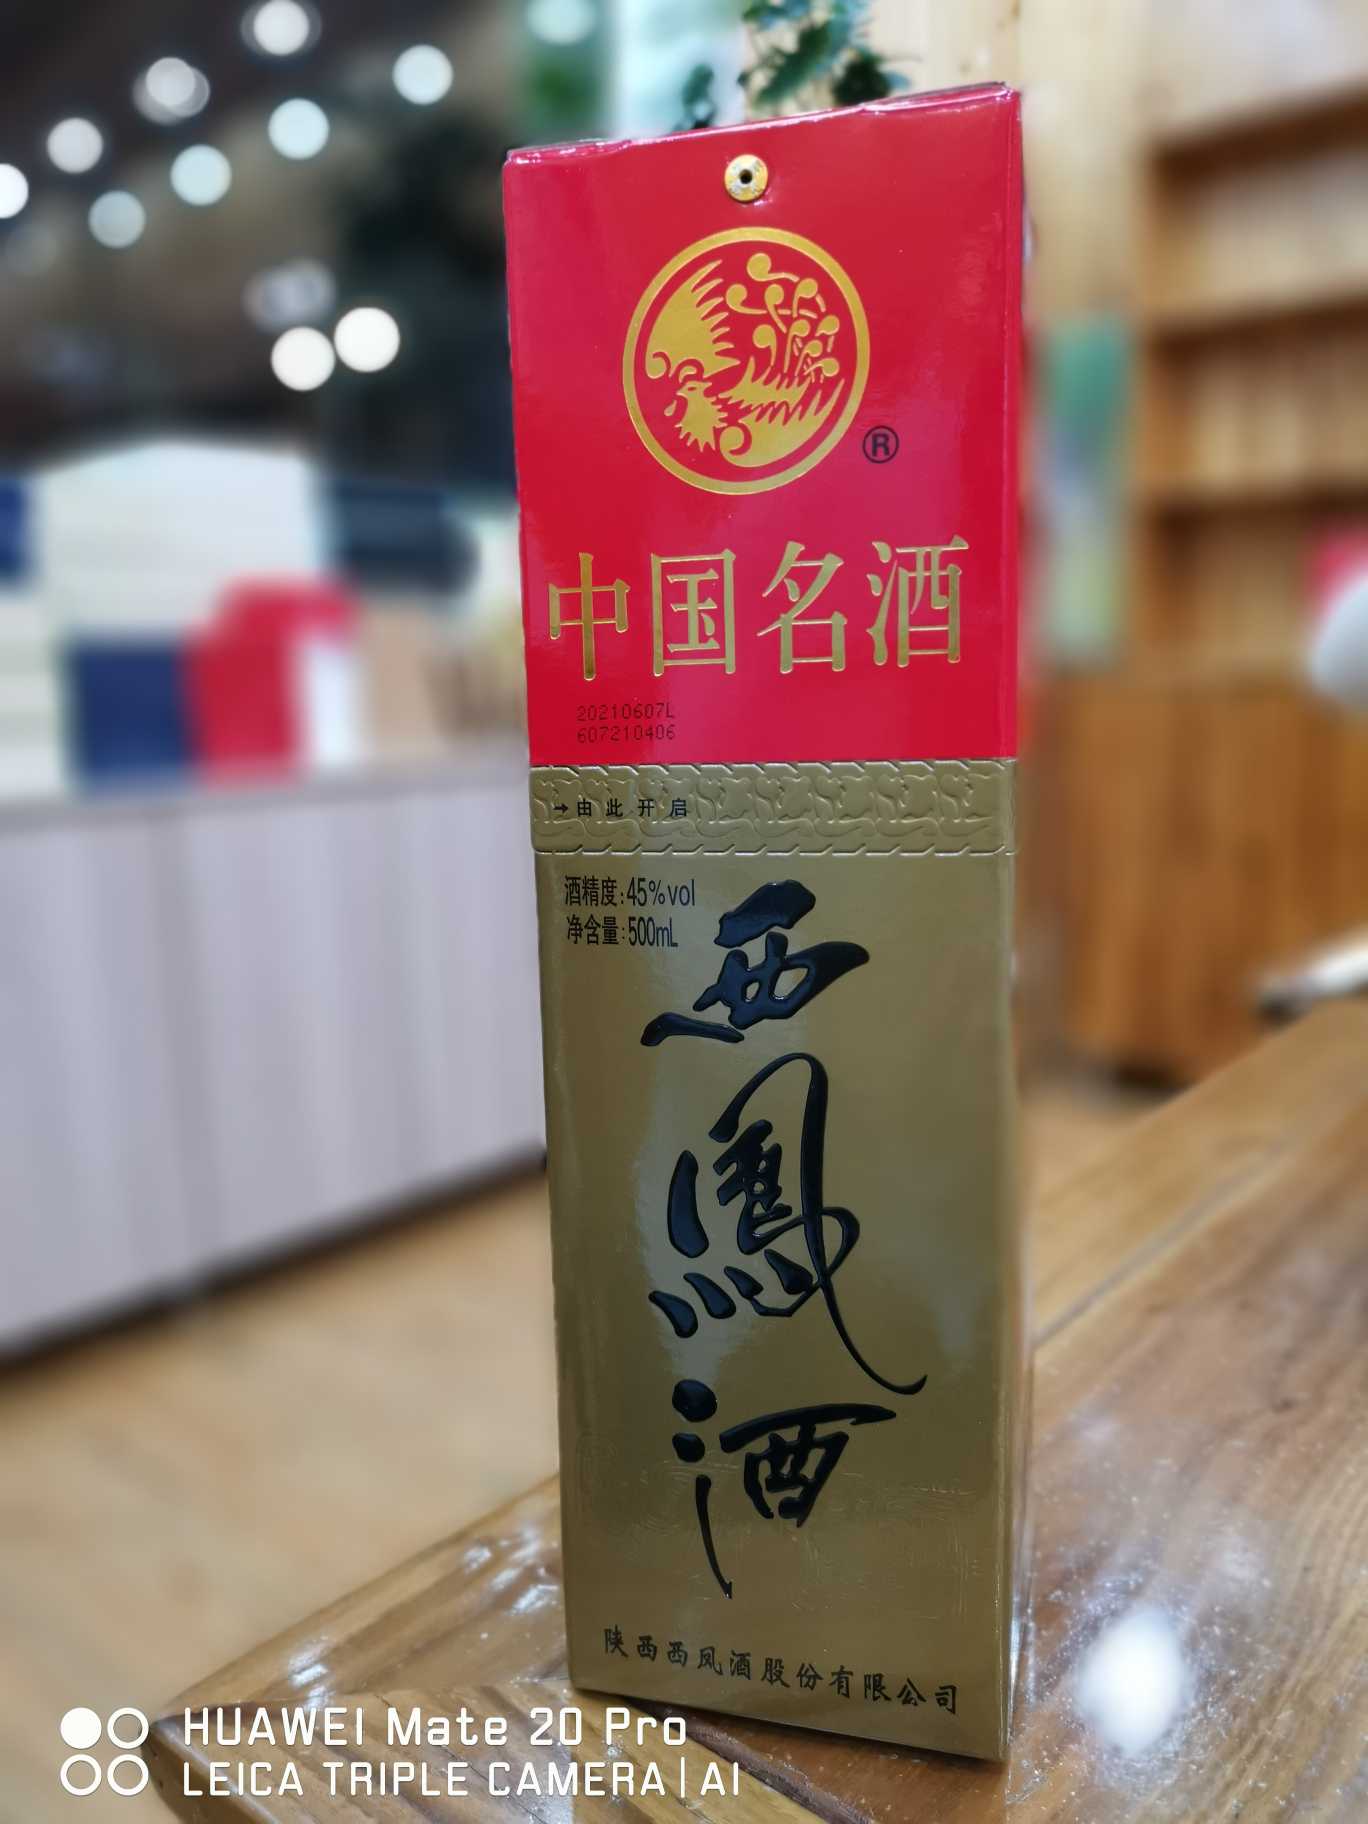 ®
中国名酒
20210607L
607210406
→由此开启
酒精度:45%vol
净含量:500mL
西鳳酒
陕西西凤酒股份有限公司
HUAWEI Mate 20 Pro
LEICA TRIPLE CAMERA | AI